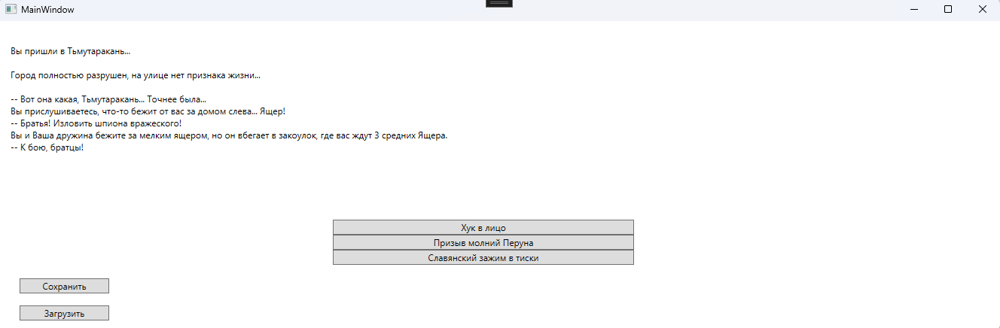 MainWindow
Вы пришли в Тьмутаракань...
Город полностью разрушен, на улице нет признака жизни...
-- Вот она какая, Тьмутаракань... Точнее была...
Вы прислушиваетесь, что-то бежит от вас за домом слева... Ящер!
-- Братья! Изловить шпиона вражеского!
Вы и Ваша дружина бежите за мелким ящером, но он вбегает в закоулок, где вас ждут 3 средних Ящера.
-- К бою, братцы!
Хук в лицо
Призыв молний Перуна
Славянский зажим в тиски
Сохранить
Загрузить